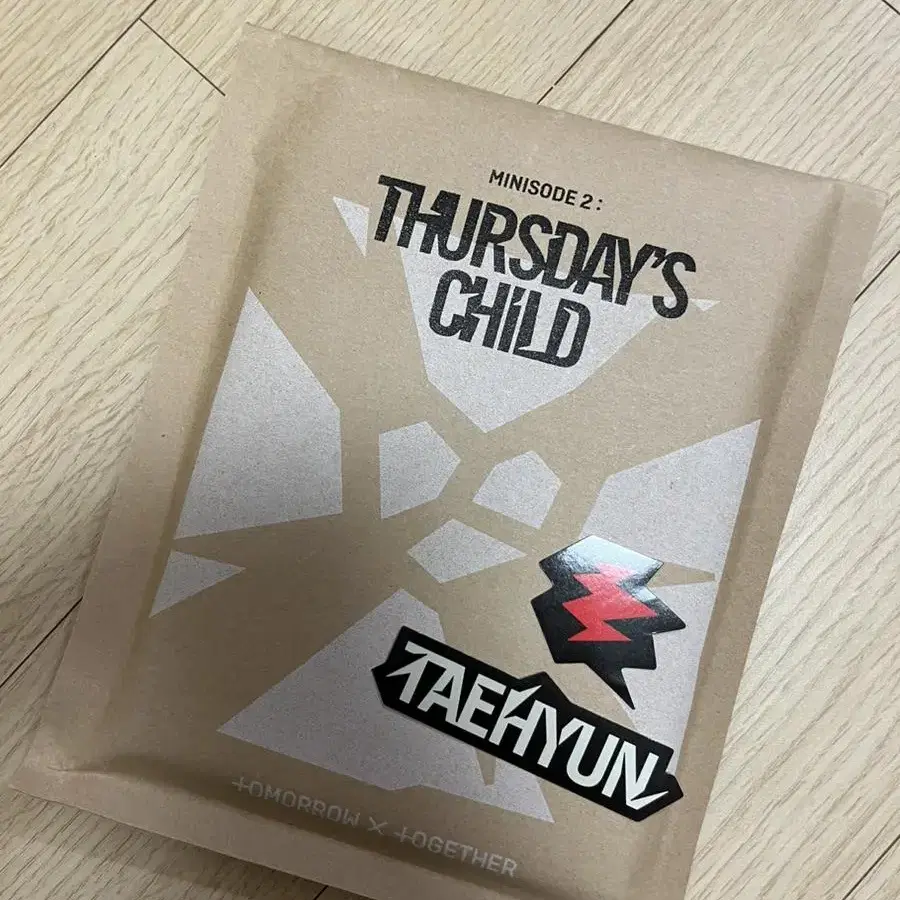 MINISODE 2:
THURSDAY'S
CHiLD
TAEHYUN
TOMORROW X TOGETHER